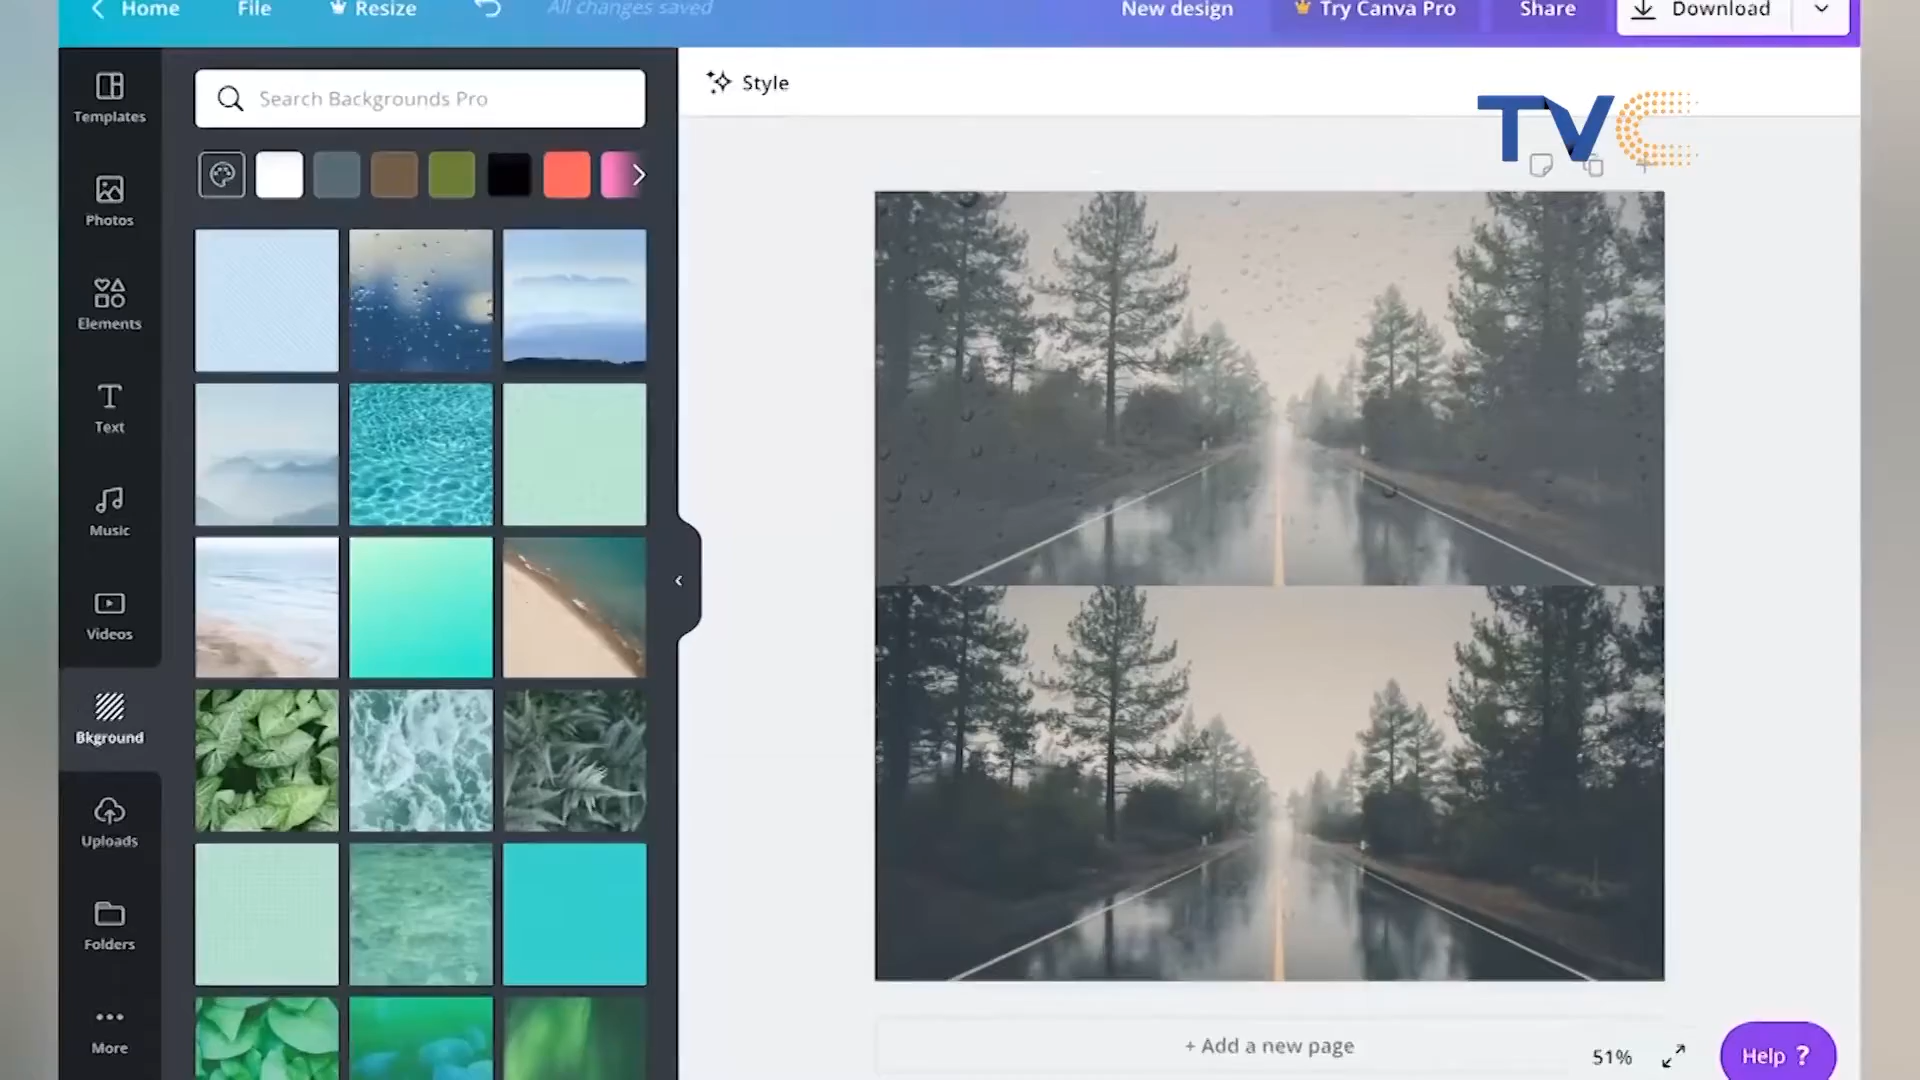 Home File Resize All changes saved New design Try Canva Pro Share Download
Search Backgrounds Pro
Style
TVC
Templates
Photos
Elements
Text
Music
Videos
Bkground
Uploads
Folders
More
+ Add a new page
51%
Help ?